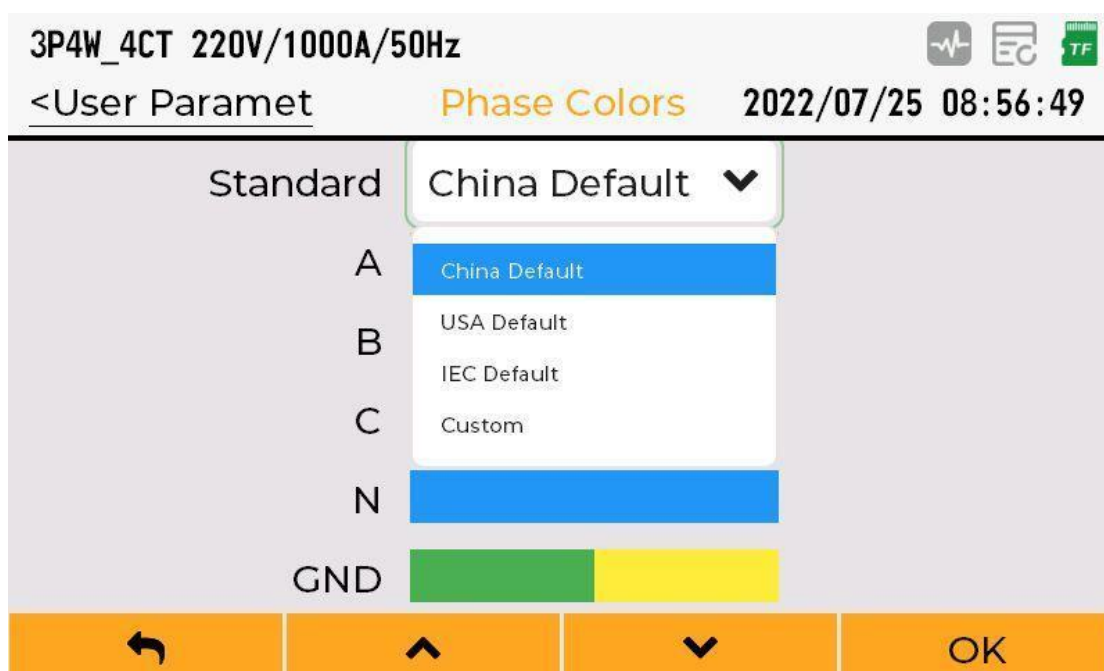 3P4W_4CT 220V/1000A/50Hz
TF
<User Paramet Phase Colors 2022/07/25 08:56:49
Standard China Default
A China Default
USA Default
B
IEC Default
C Custom
N
GND
OK